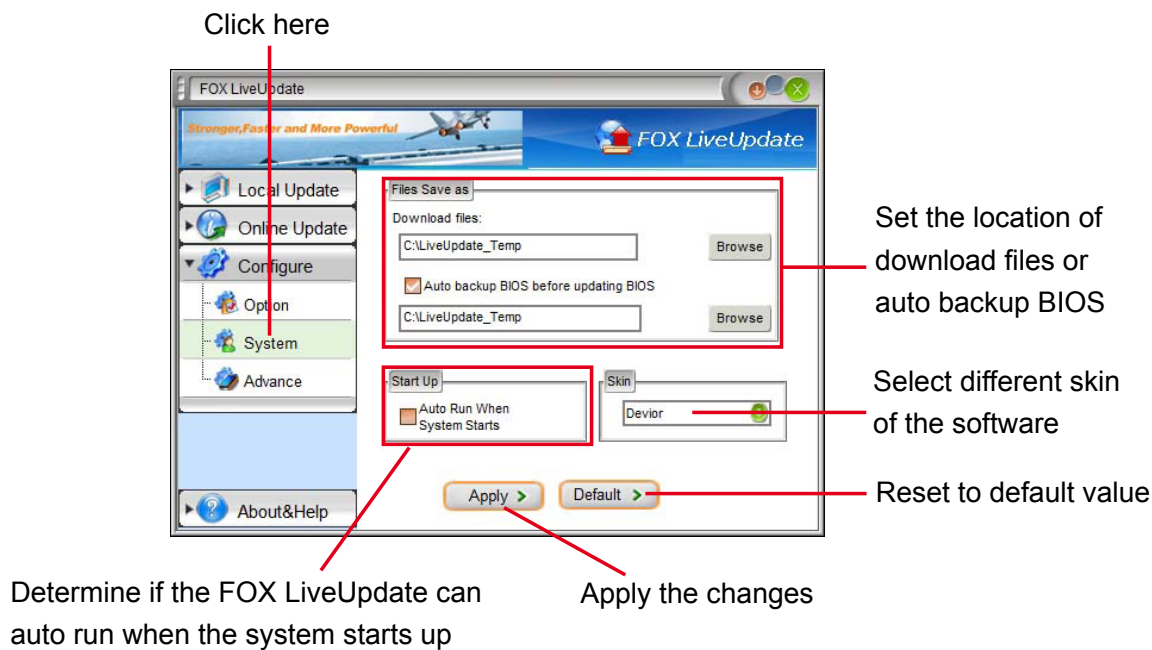 Click here
FOX LiveUpdate
Stronger,Faster and More Powerful
FOX LiveUpdate
Local Update
Online Update
Configure
Option
System
Advance
About&Help
Files Save as
Download files:
C:\LiveUpdate_Temp
Browse
Auto backup BIOS before updating BIOS
C:\LiveUpdate_Temp
Browse
Start Up
Auto Run When
System Starts
Skin
Devior
Apply
Default
Set the location of
download files or
auto backup BIOS
Select different skin
of the software
Reset to default value
Determine if the FOX LiveUpdate can
auto run when the system starts up
Apply the changes